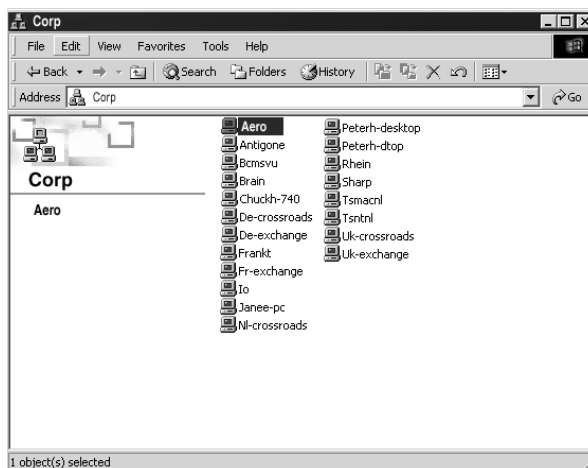 Corp
File Edit View Favorites Tools Help
Back Search Folders History
Address Corp Go
Corp
Aero
Aero
Antigone
Bcmsvu
Brain
Chuckh-740
De-crossroads
De-exchange
Frankt
Fr-exchange
Io
Janee-pc
Nl-crossroads
Peterh-desktop
Peterh-dtop
Rhein
Sharp
Tsmacnl
Tsntnl
Uk-crossroads
Uk-exchange
1 object(s) selected